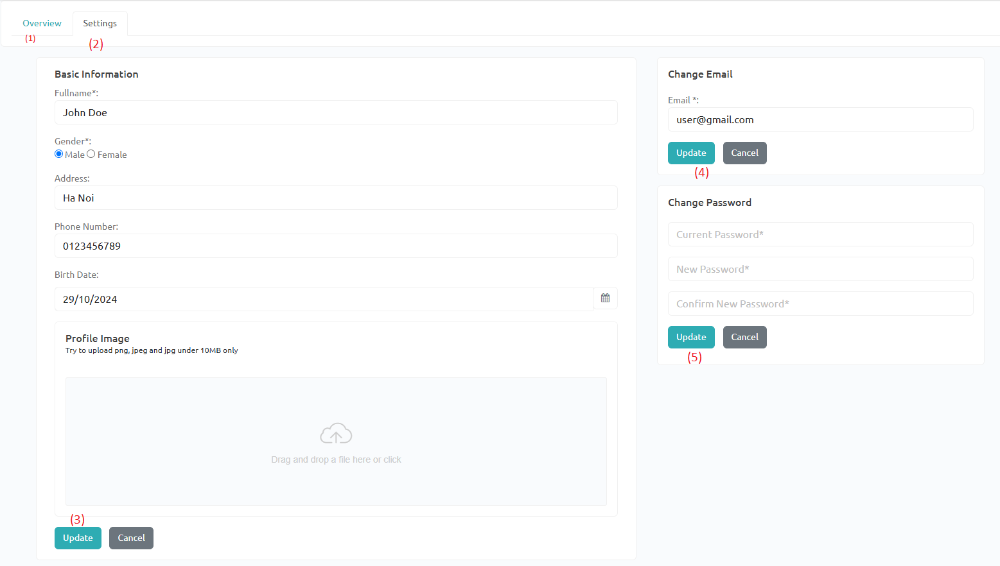 Overview Settings
(1)
(2)
Basic Information
Fullname*:
John Doe
Gender*:
Male Female
Address:
Ha Noi
Phone Number:
0123456789
Birth Date:
29/10/2024
Profile Image
Try to upload png, jpeg and jpg under 10MB only
Drag and drop a file here or click
(3)
Update Cancel
Change Email
Email *:
user@gmail.com
Update Cancel
(4)
Change Password
Current Password*
New Password*
Confirm New Password*
Update Cancel
(5)